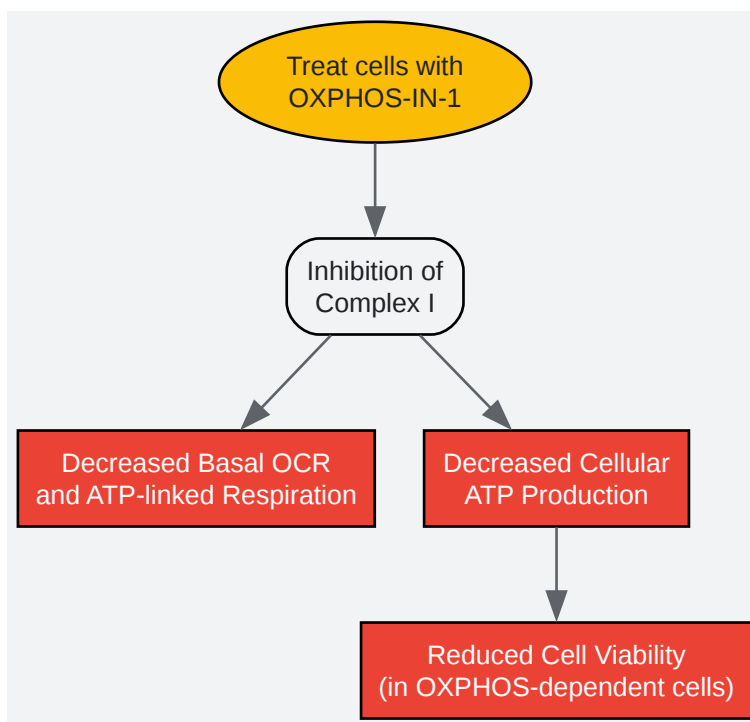 Treat cells with
OXPHOS-IN-1
Inhibition of
Complex I
Decreased Basal OCR
and ATP-linked Respiration
Decreased Cellular
ATP Production
Reduced Cell Viability
(in OXPHOS-dependent cells)